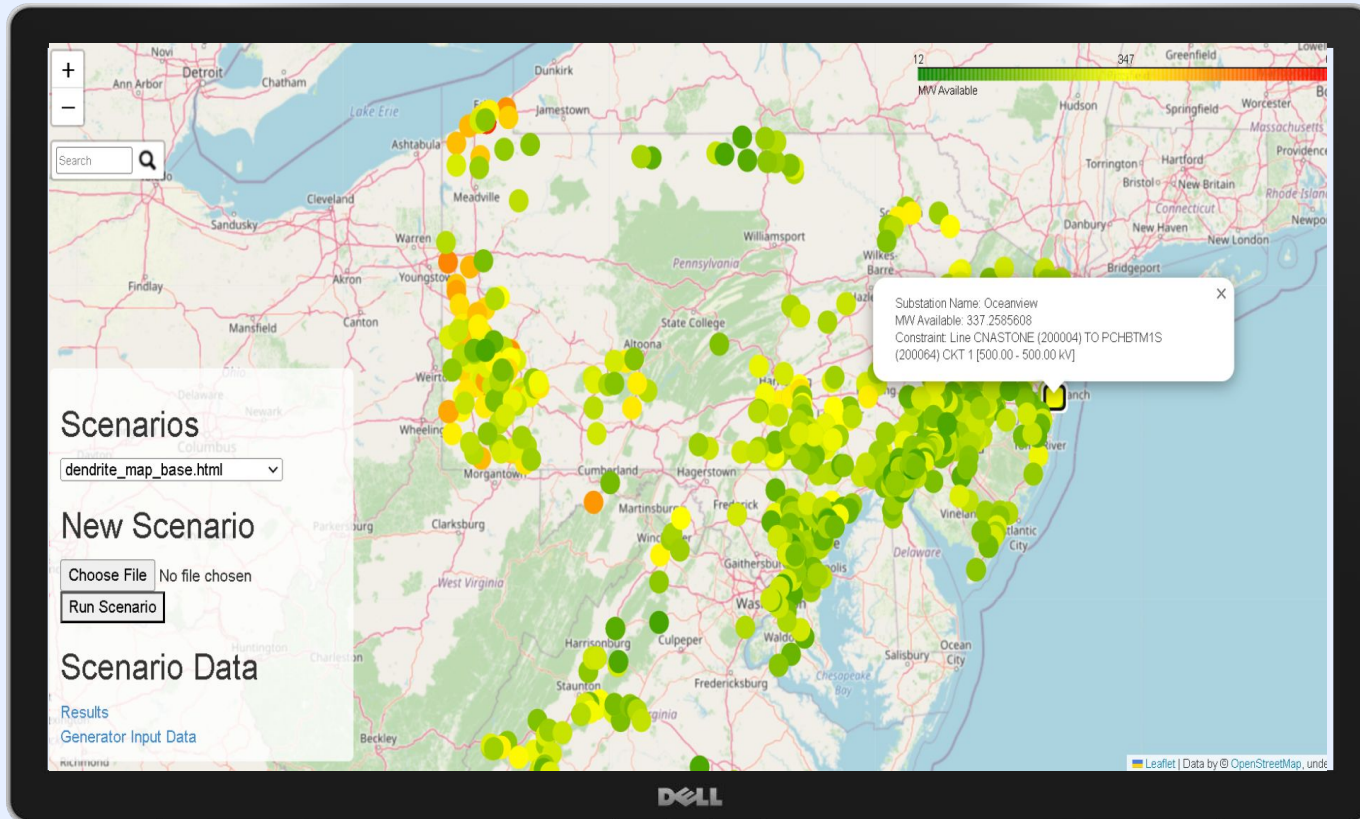 +
−
Search
12
347
MW Available
Novi
Detroit
Ann Arbor
Chatham
Lake Erie
Dunkirk
Jamestown
Greenfield
Hudson
Springfield
Worcester
Massachusetts
Ashtabula
Torrington
Hartford
Providence
Cleveland
Meadville
Bristol
New Britain
Rhode Island
Sandusky
Connecticut
Danbury
New Haven
New London
Warren
Williamsport
Wilkes-
Barre
Bridgeport
Findlay
Akron
Pennsylvania
Mansfield
Canton
State College
Altoona
Substation Name: Oceanview
MW Available: 337.2585608
Constraint: Line CNASTONE (200004) TO PCHBTM1S
(200064) CKT 1 [500.00 - 500.00 kV]
×
Ohio
Delaware
Newark
Columbus
Wheeling
Morgantown
Cumberland
Hagerstown
Martinsburg
Frederick
Parkersburg
Clarksburg
Atlantic
City
Delaware
West Virginia
Harrisonburg
Culpeper
Salisbury
Ocean
City
Huntington
Charleston
Staunton
Fredericksburg
Chesapeake
Bay
Beckley
Richmond
Scenarios
dendrite_map_base.html
New Scenario
Choose File No file chosen
Run Scenario
Scenario Data
Results
Generator Input Data
Leaflet | Data by © OpenStreetMap, unde
DELL